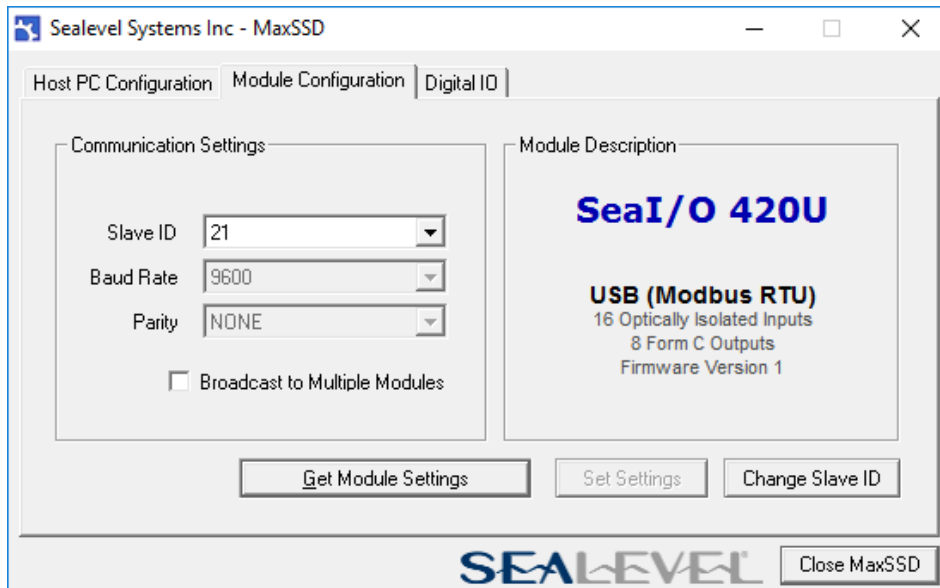 Sealevel Systems Inc - MaxSSD
Host PC Configuration Module Configuration Digital IO
Communication Settings
Slave ID 21
Baud Rate 9600
Parity NONE
Broadcast to Multiple Modules
Module Description
SeaI/O 420U
USB (Modbus RTU)
16 Optically Isolated Inputs
8 Form C Outputs
Firmware Version 1
Get Module Settings Set Settings Change Slave ID
SEALEVEL Close MaxSSD